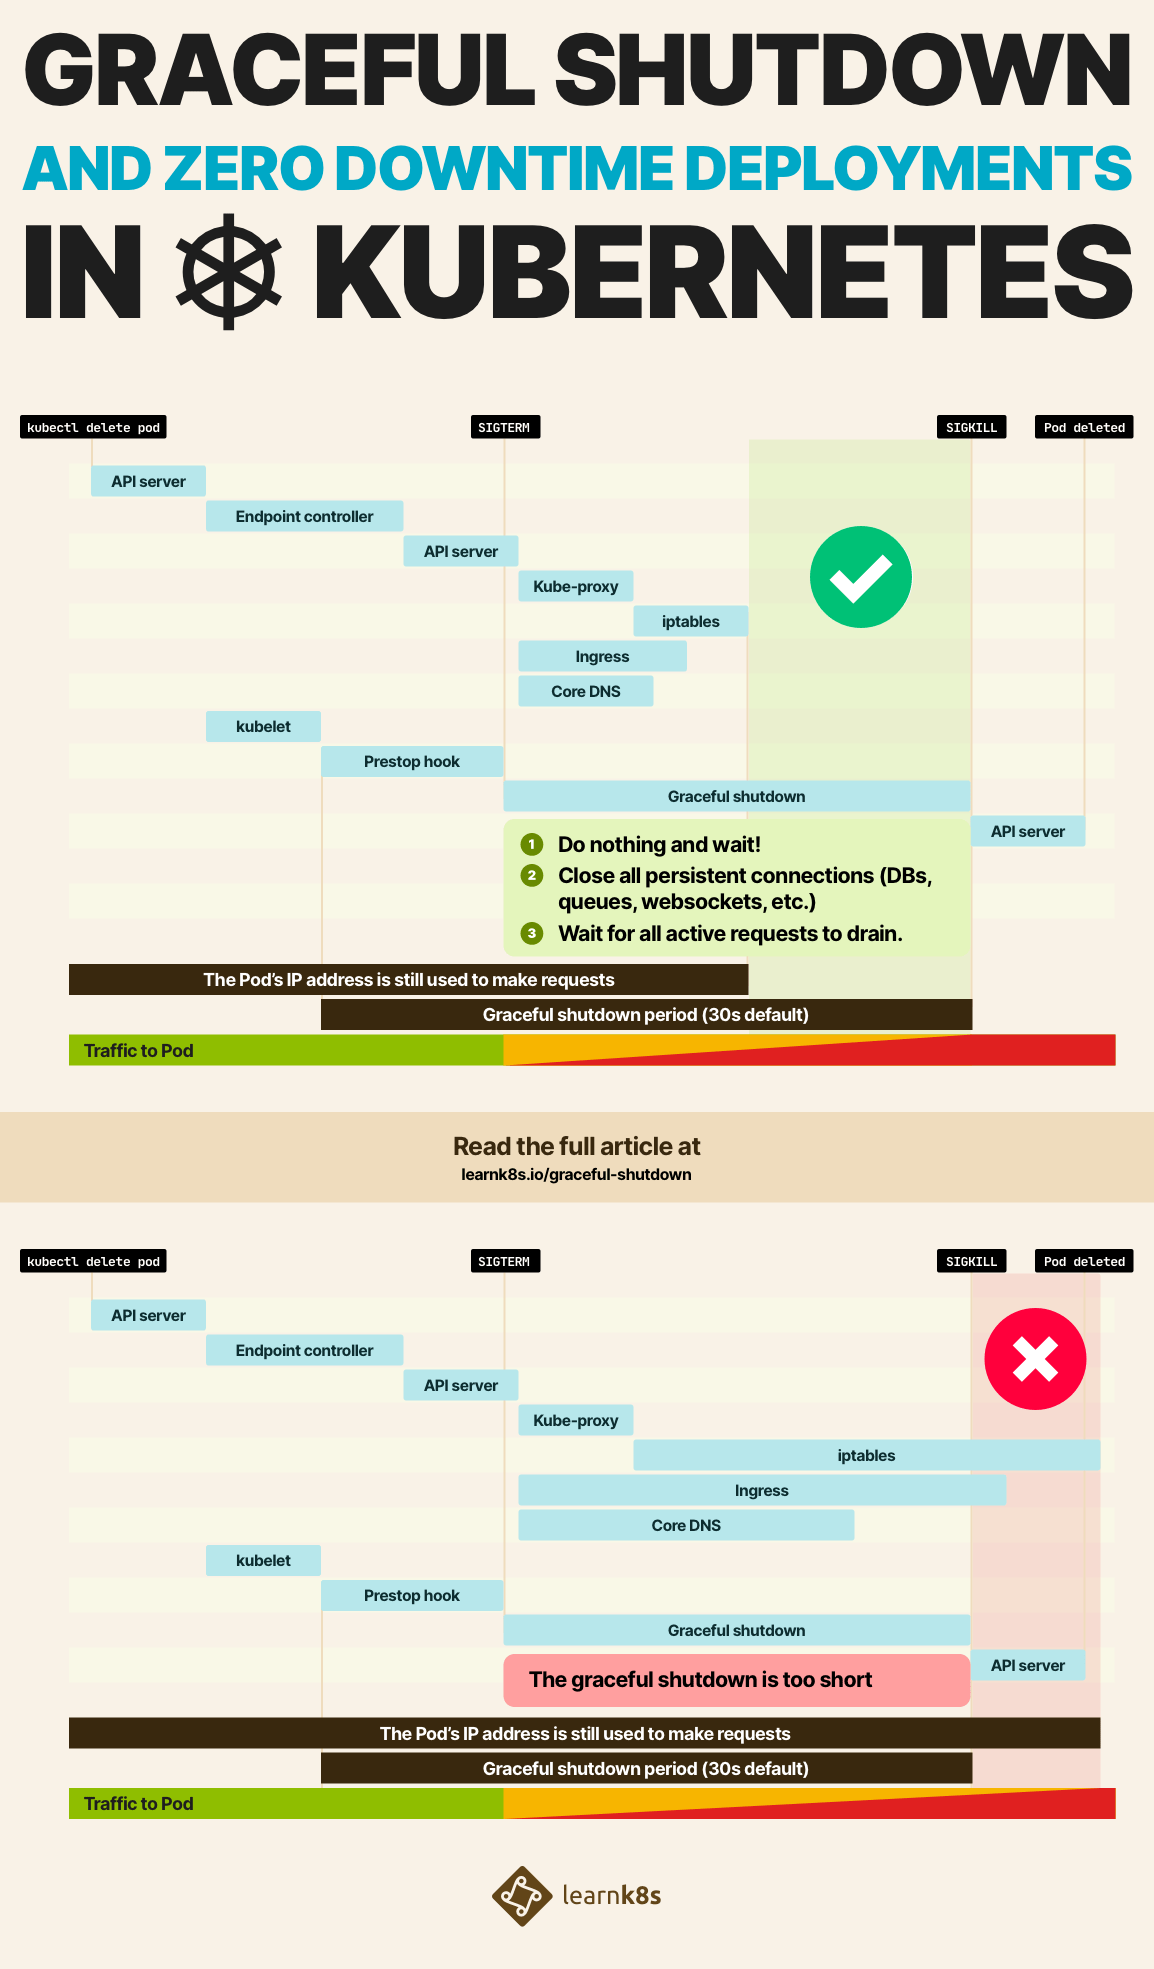 GRACEFUL SHUTDOWN
AND ZERO DOWNTIME DEPLOYMENTS
IN KUBERNETES
kubectl delete pod
SIGTERM
SIGKILL
Pod deleted
API server
Endpoint controller
API server
Kube-proxy
iptables
Ingress
Core DNS
kubelet
Prestop hook
Graceful shutdown
API server
1 Do nothing and wait!
2 Close all persistent connections (DBs,
queues, websockets, etc.)
3 Wait for all active requests to drain.
The Pod’s IP address is still used to make requests
Graceful shutdown period (30s default)
Traffic to Pod
Read the full article at
learnk8s.io/graceful-shutdown
kubectl delete pod
SIGTERM
SIGKILL
Pod deleted
API server
Endpoint controller
API server
Kube-proxy
iptables
Ingress
Core DNS
kubelet
Prestop hook
Graceful shutdown
API server
The graceful shutdown is too short
The Pod’s IP address is still used to make requests
Graceful shutdown period (30s default)
Traffic to Pod
learnk8s